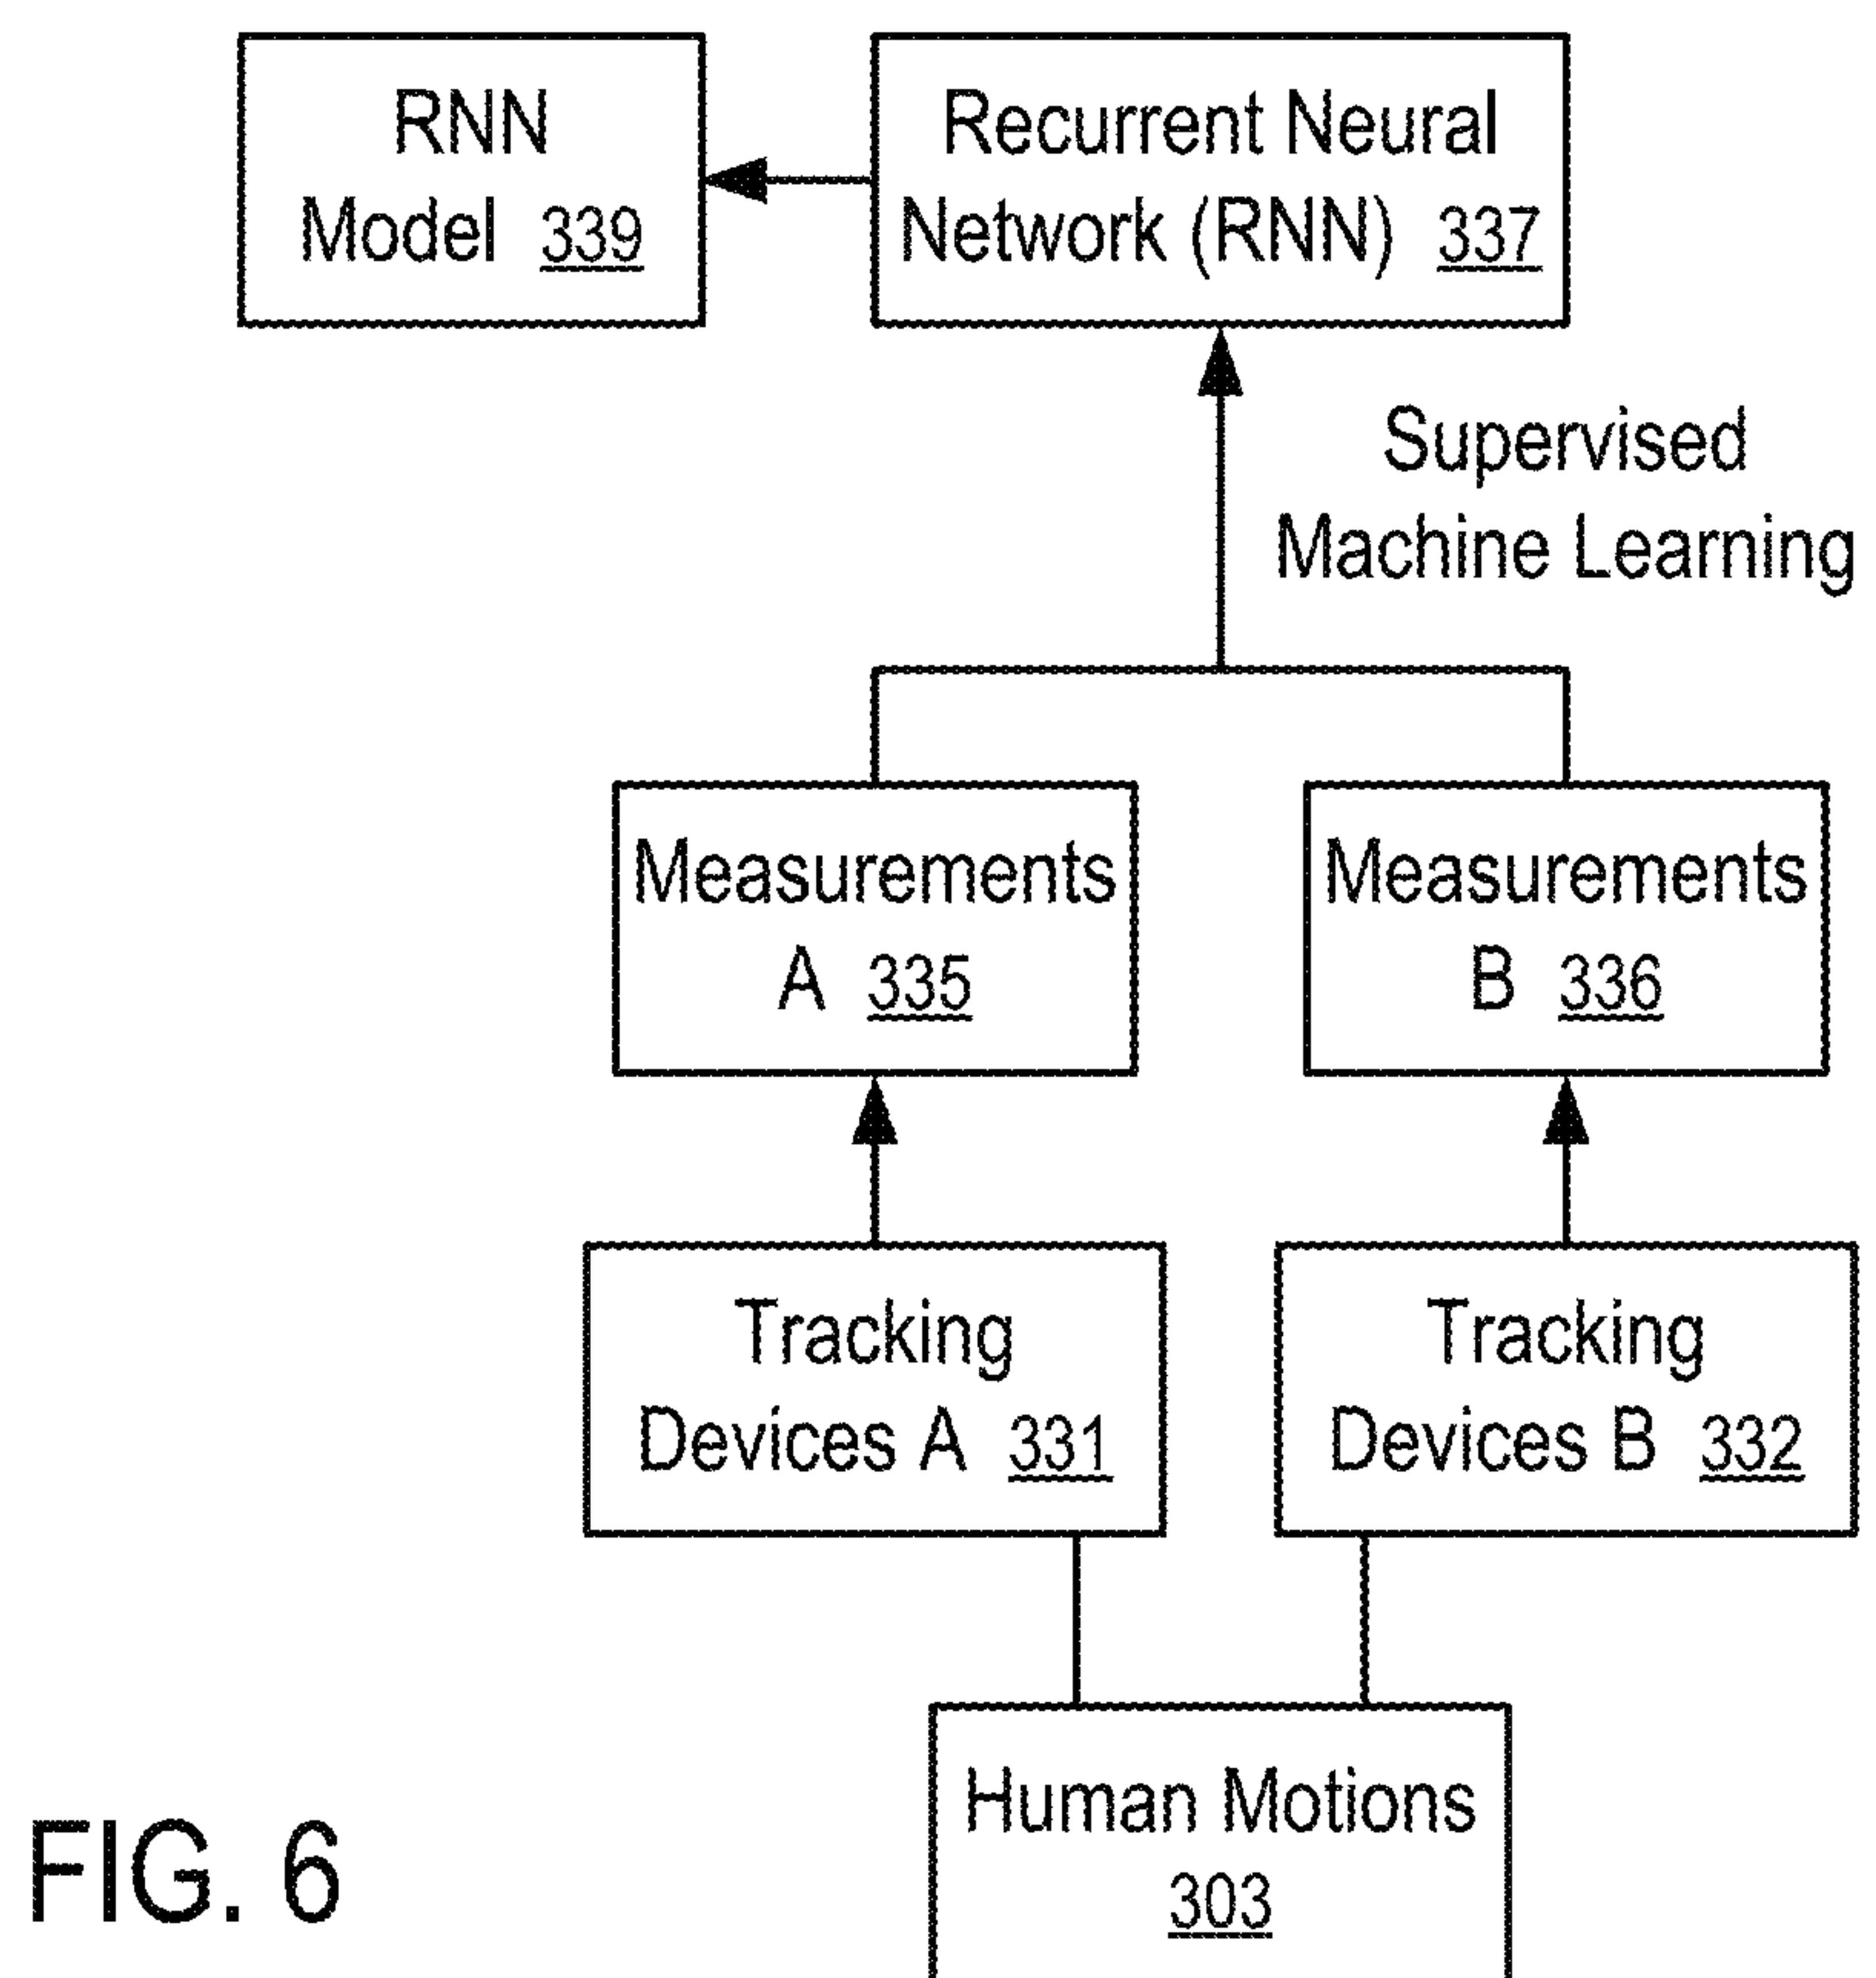 RNN
Model 339
Recurrent Neural
Network (RNN) 337
Supervised
Machine Learning
Measurements
A 335
Measurements
B 336
Tracking
Devices A 331
Tracking
Devices B 332
Human Motions
303
FIG. 6